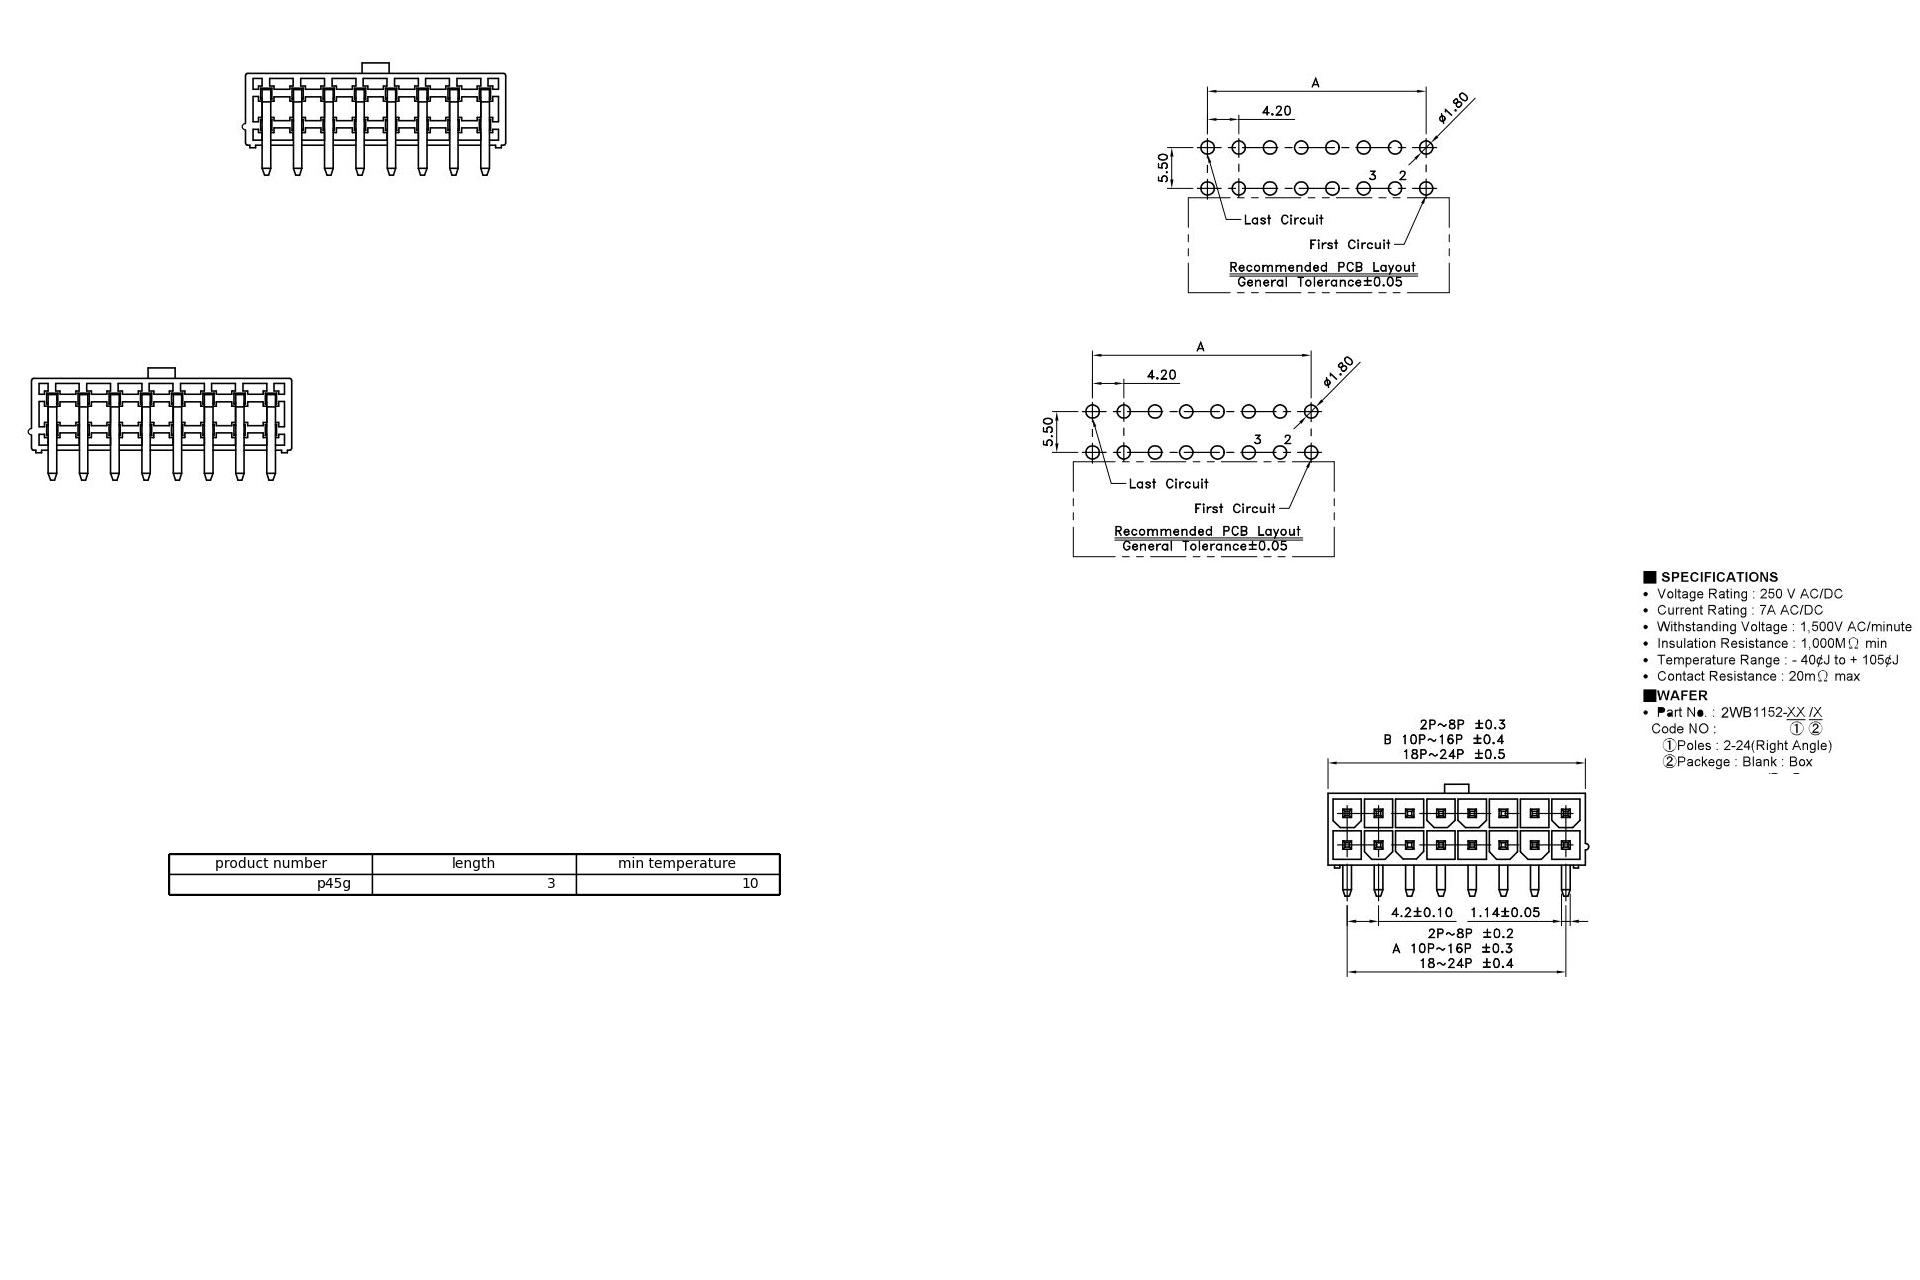 A
4.20
ø1.80
5.50
3 2
Last Circuit
First Circuit
Recommended PCB Layout
General Tolerance±0.05
A
4.20
ø1.80
5.50
3 2
Last Circuit
First Circuit
Recommended PCB Layout
General Tolerance±0.05
■ SPECIFICATIONS
• Voltage Rating : 250 V AC/DC
• Current Rating : 7A AC/DC
• Withstanding Voltage : 1,500V AC/minute
• Insulation Resistance : 1,000MΩ min
• Temperature Range : - 40¢J to + 105¢J
• Contact Resistance : 20mΩ max
■WAFER
• Part No. : 2WB1152-XX /X
Code NO : ① ②
①Poles : 2-24(Right Angle)
②Packege : Blank : Box
2P~8P ±0.3
B 10P~16P ±0.4
18P~24P ±0.5
4.2±0.10 1.14±0.05
2P~8P ±0.2
A 10P~16P ±0.3
18~24P ±0.4
product number length min temperature
p45g 3 10